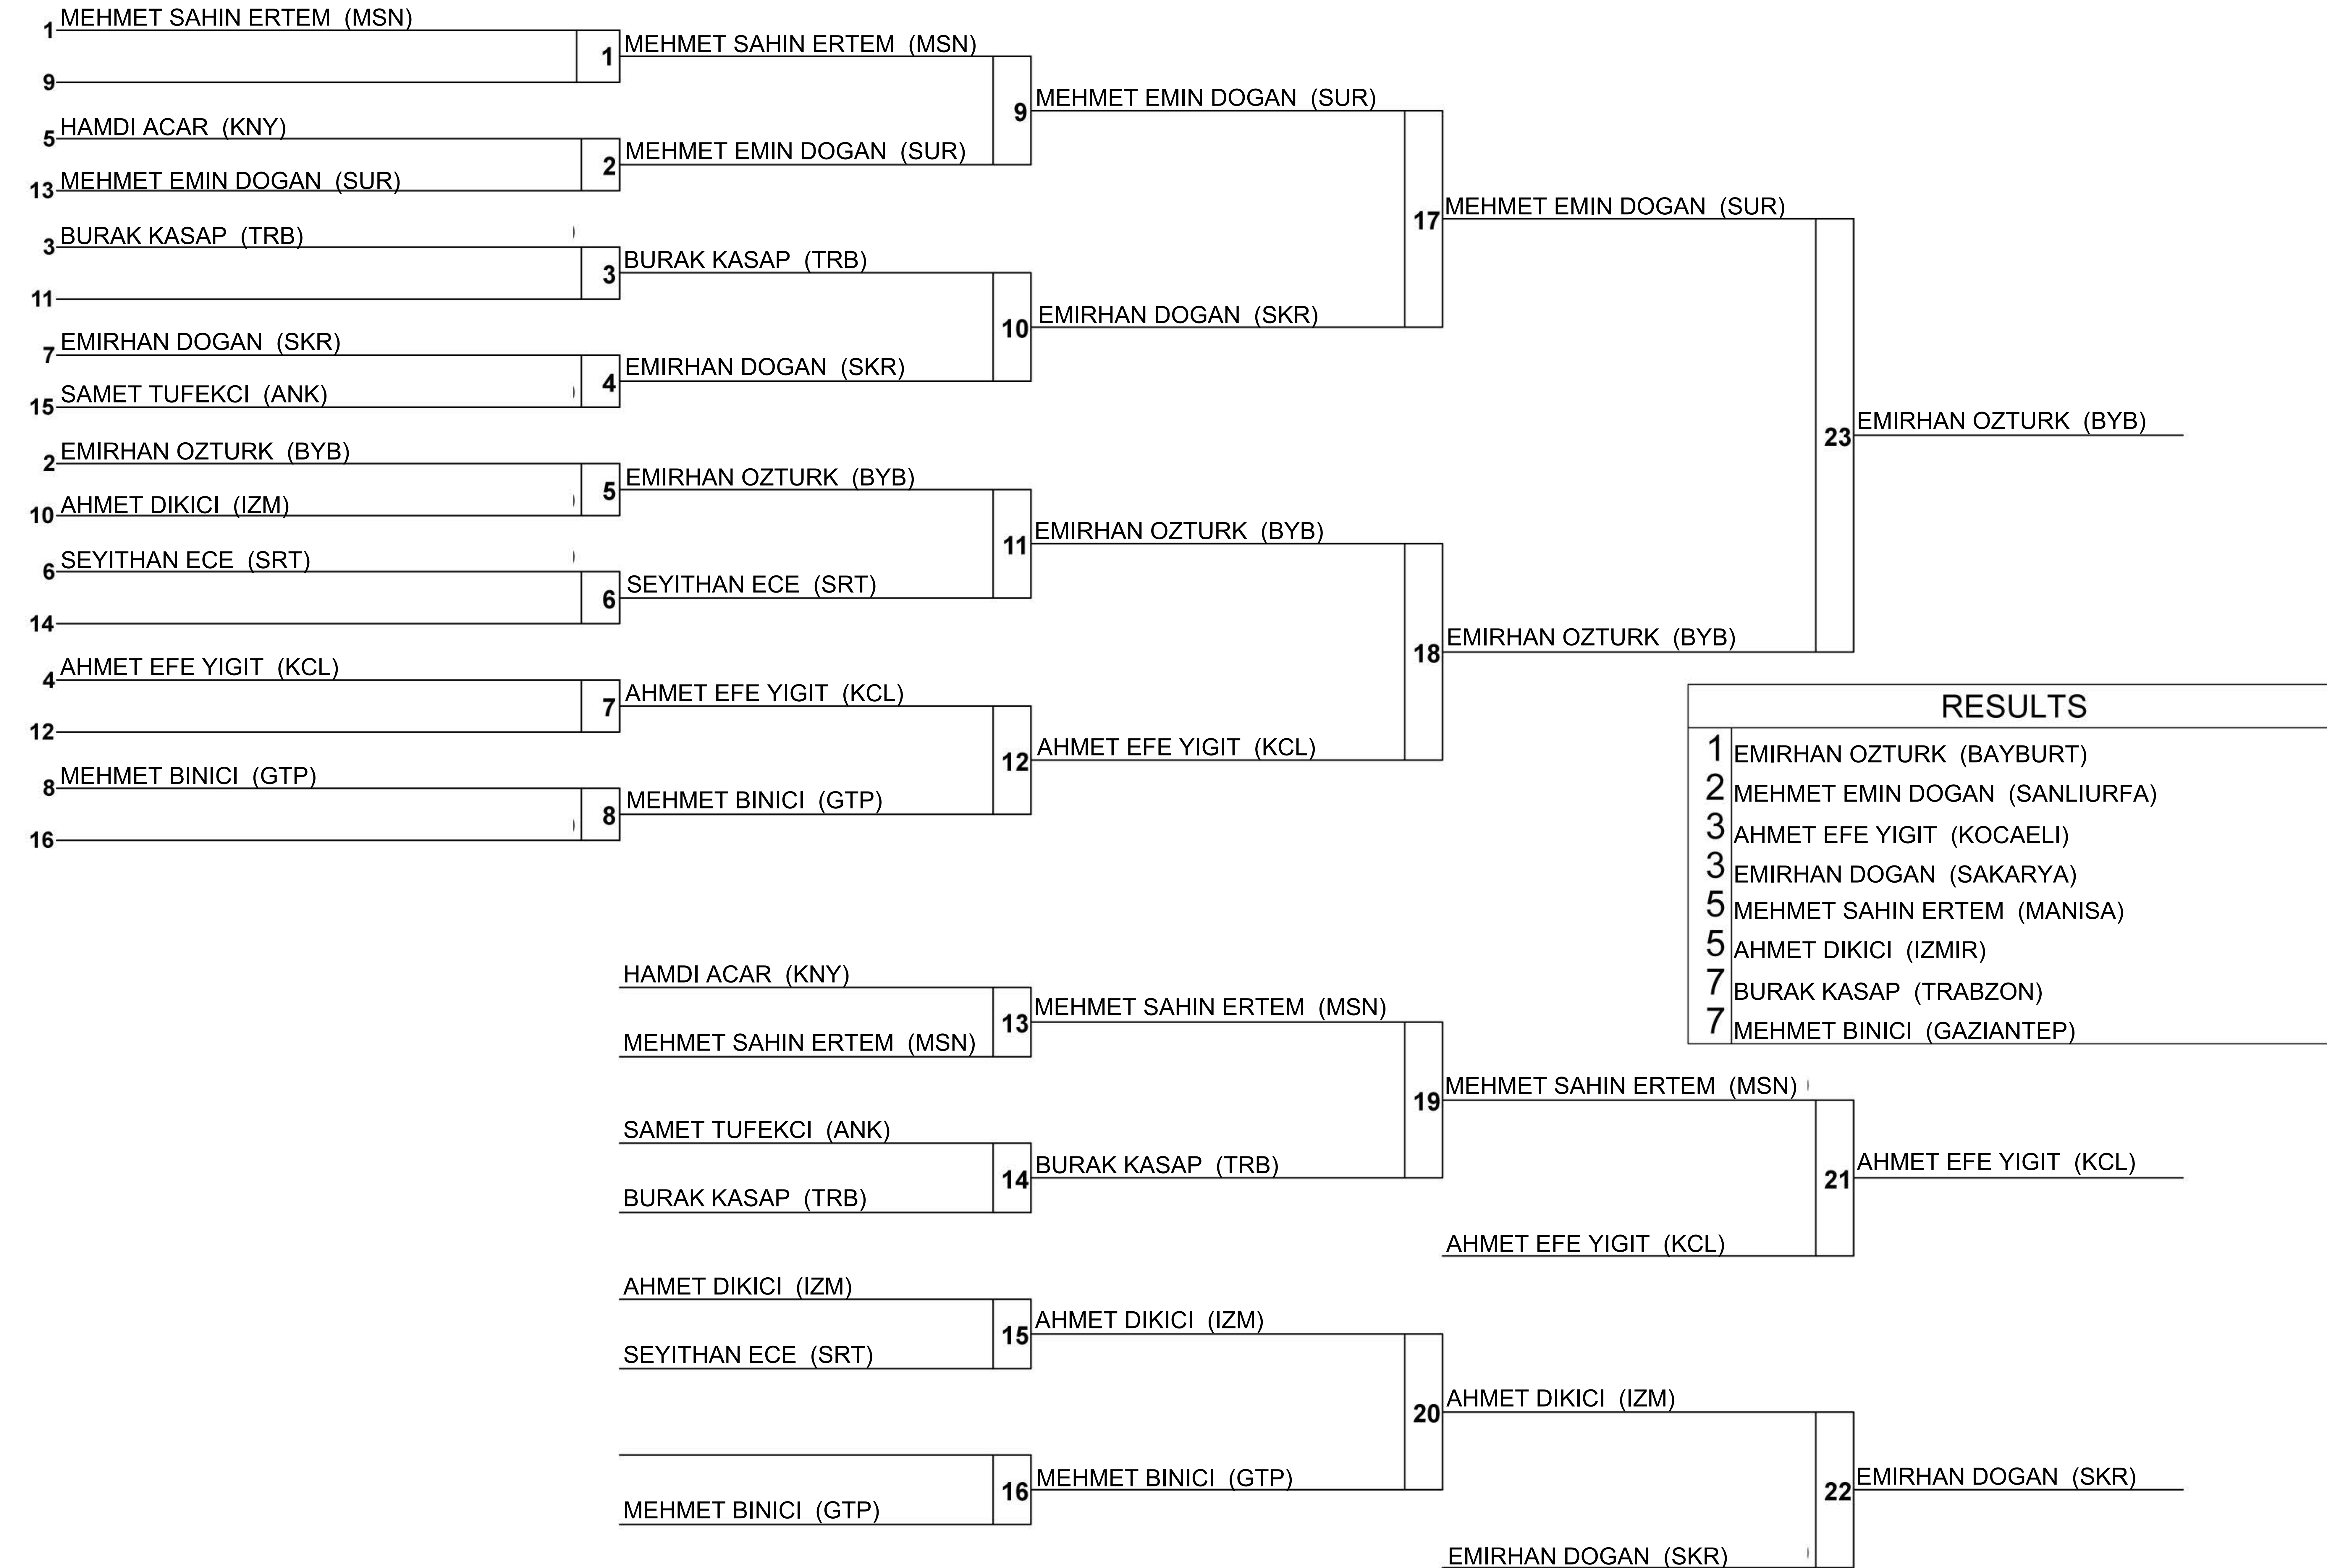 MEHMET SAHIN ERTEM (MSN)
1
1
9
MEHMET SAHIN ERTEM (MSN)
HAMDI ACAR (KNY)
5
2
13 MEHMET EMIN DOGAN (SUR)
MEHMET EMIN DOGAN (SUR)
9
MEHMET EMIN DOGAN (SUR)
BURAK KASAP (TRB)
3
3
11
BURAK KASAP (TRB)
EMIRHAN DOGAN (SKR)
7
4
15 SAMET TUFEKCI (ANK)
EMIRHAN DOGAN (SKR)
10
EMIRHAN DOGAN (SKR)
17
MEHMET EMIN DOGAN (SUR)
EMIRHAN OZTURK (BYB)
2
5
10 AHMET DIKICI (IZM)
EMIRHAN OZTURK (BYB)
SEYITHAN ECE (SRT)
6
6
14
SEYITHAN ECE (SRT)
11
EMIRHAN OZTURK (BYB)
AHMET EFE YIGIT (KCL)
4
7
12
AHMET EFE YIGIT (KCL)
MEHMET BINICI (GTP)
8
8
16
MEHMET BINICI (GTP)
12
AHMET EFE YIGIT (KCL)
18
EMIRHAN OZTURK (BYB)
23
EMIRHAN OZTURK (BYB)
RESULTS
1 EMIRHAN OZTURK (BAYBURT)
2 MEHMET EMIN DOGAN (SANLIURFA)
3 AHMET EFE YIGIT (KOCAELI)
3 EMIRHAN DOGAN (SAKARYA)
5 MEHMET SAHIN ERTEM (MANISA)
5 AHMET DIKICI (IZMIR)
7 BURAK KASAP (TRABZON)
7 MEHMET BINICI (GAZIANTEP)
HAMDI ACAR (KNY)
13
MEHMET SAHIN ERTEM (MSN)
MEHMET SAHIN ERTEM (MSN)
SAMET TUFEKCI (ANK)
14
BURAK KASAP (TRB)
BURAK KASAP (TRB)
19
MEHMET SAHIN ERTEM (MSN)
AHMET EFE YIGIT (KCL)
21
AHMET EFE YIGIT (KCL)
AHMET DIKICI (IZM)
15
SEYITHAN ECE (SRT)
AHMET DIKICI (IZM)
16
MEHMET BINICI (GTP)
MEHMET BINICI (GTP)
20
AHMET DIKICI (IZM)
EMIRHAN DOGAN (SKR)
22
EMIRHAN DOGAN (SKR)